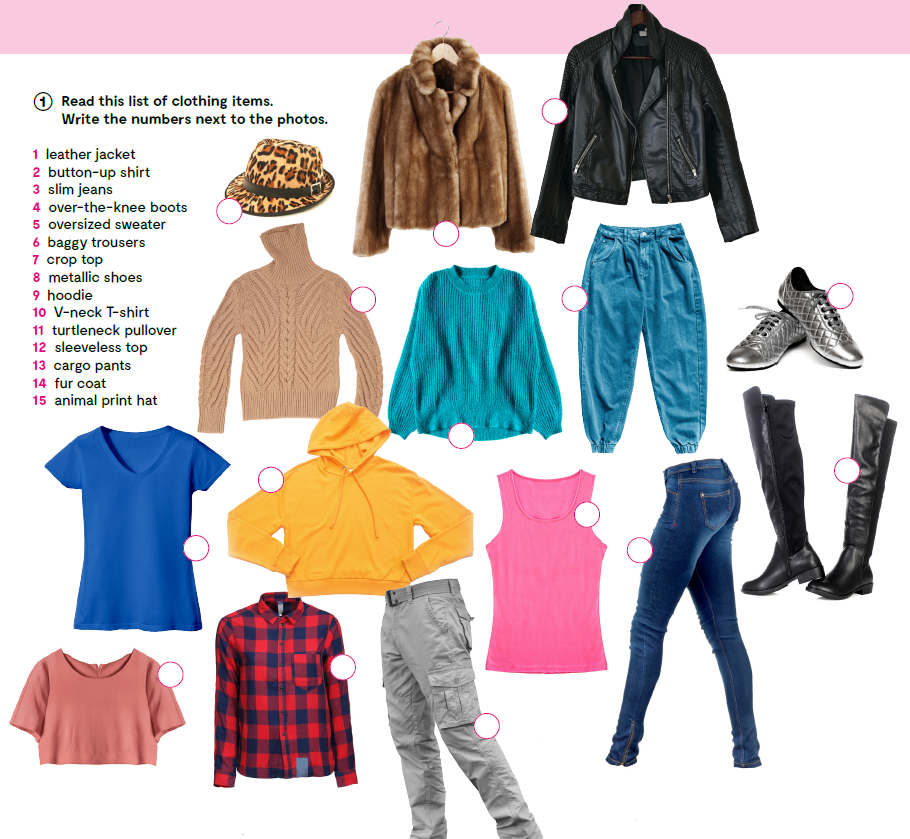 1 Read this list of clothing items.
Write the numbers next to the photos.
1 leather jacket
2 button-up shirt
3 slim jeans
4 over-the-knee boots
5 oversized sweater
6 baggy trousers
7 crop top
8 metallic shoes
9 hoodie
10 V-neck T-shirt
11 turtleneck pullover
12 sleeveless top
13 cargo pants
14 fur coat
15 animal print hat